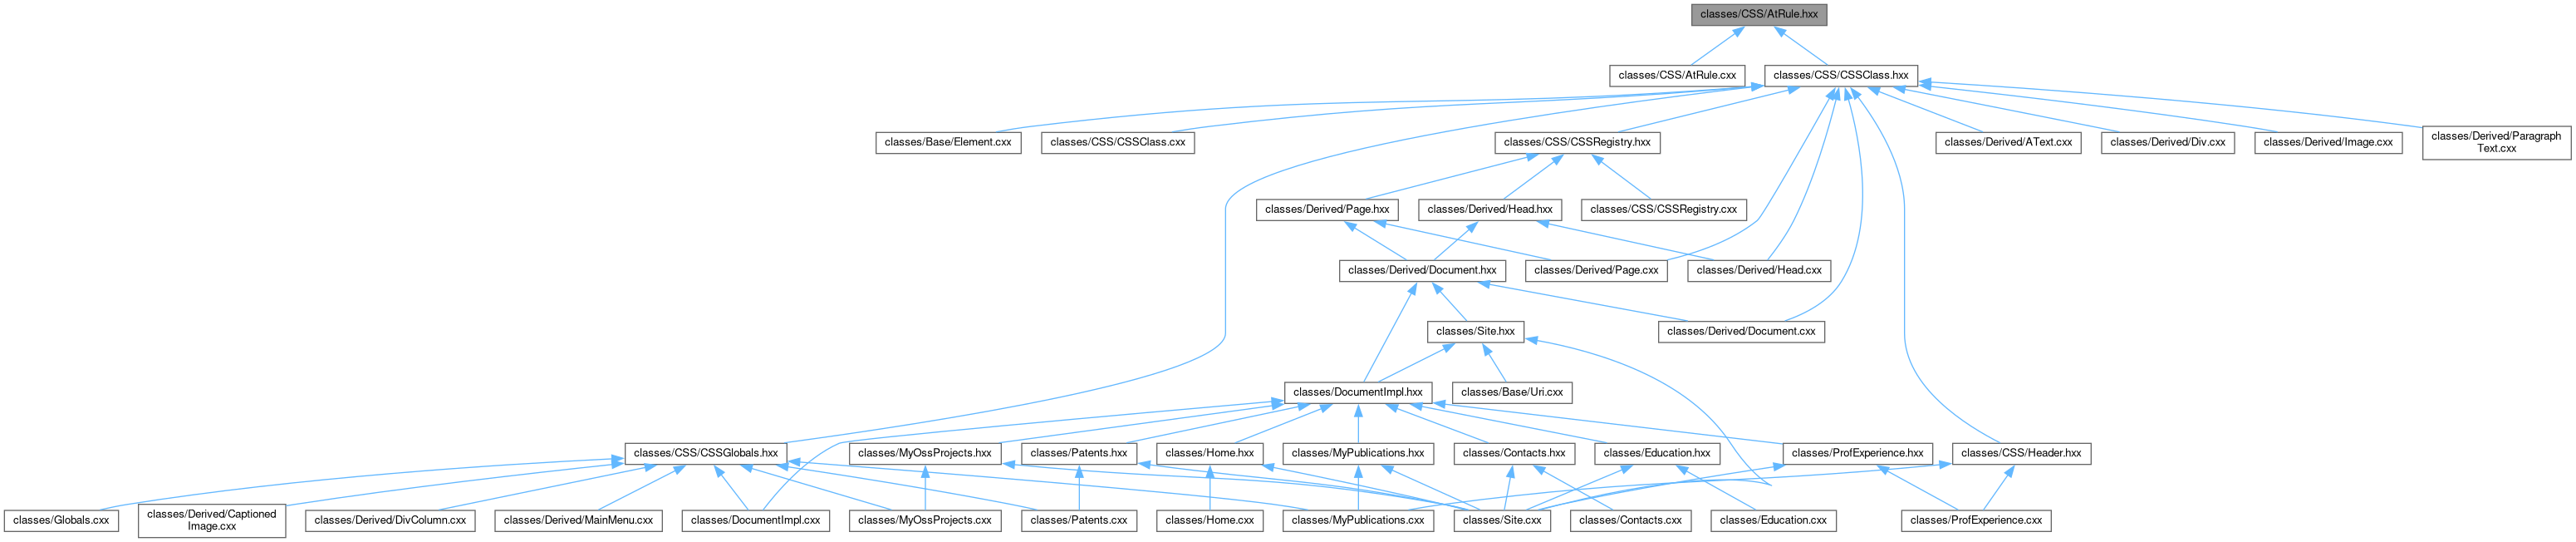 classes/CSS/AtRule.hxx
classes/CSS/AtRule.cxx
classes/CSS/CSSClass.hxx
classes/Base/Element.cxx
classes/CSS/CSSClass.cxx
classes/CSS/CSSRegistry.hxx
classes/Derived/AText.cxx
classes/Derived/Div.cxx
classes/Derived/Image.cxx
classes/Derived/Paragraph
Text.cxx
classes/Derived/Page.hxx
classes/Derived/Head.hxx
classes/CSS/CSSRegistry.cxx
classes/Derived/Document.hxx
classes/Derived/Page.cxx
classes/Derived/Head.cxx
classes/Site.hxx
classes/Derived/Document.cxx
classes/DocumentImpl.hxx
classes/Base/Uri.cxx
classes/CSS/CSSGlobals.hxx
classes/MyOssProjects.hxx
classes/Patents.hxx
classes/Home.hxx
classes/MyPublications.hxx
classes/Contacts.hxx
classes/Education.hxx
classes/ProfExperience.hxx
classes/CSS/Header.hxx
classes/Globals.cxx
classes/Derived/Captioned
Image.cxx
classes/Derived/DivColumn.cxx
classes/Derived/MainMenu.cxx
classes/DocumentImpl.cxx
classes/MyOssProjects.cxx
classes/Patents.cxx
classes/Home.cxx
classes/MyPublications.cxx
classes/Site.cxx
classes/Contacts.cxx
classes/Education.cxx
classes/ProfExperience.cxx